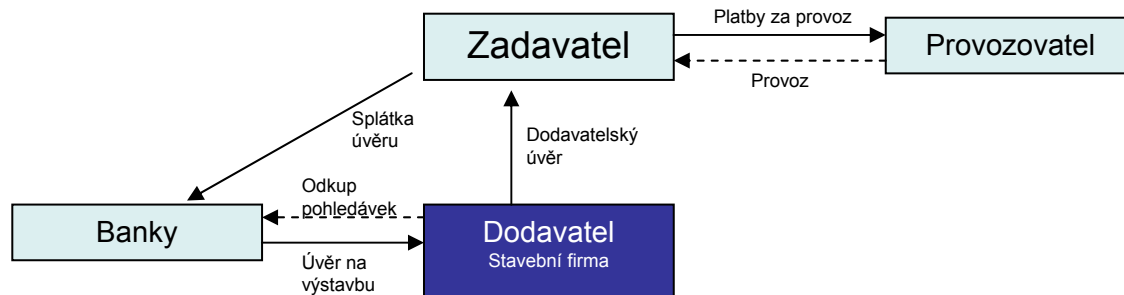 Platby za provoz
Zadavatel
Provozovatel
Provoz
Splátka
úvěru
Dodavatelský
úvěr
Odkup
pohledávek
Banky
Dodavatel
Stavební firma
Úvěr na
výstavbu